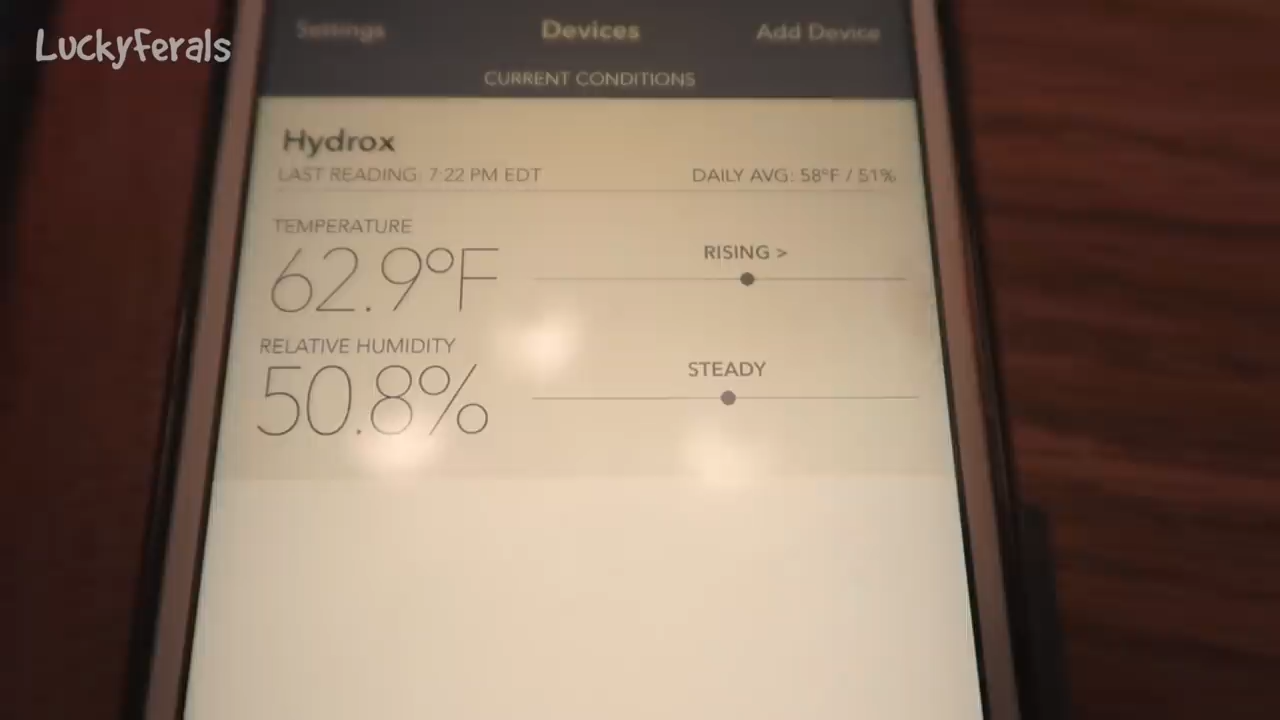 LuckyFerals
Settings Devices Add Device
CURRENT CONDITIONS
Hydrox
LAST READING: 7:22 PM EDT DAILY AVG: 58°F / 51%
TEMPERATURE
62.9°F RISING >
RELATIVE HUMIDITY
50.8% STEADY